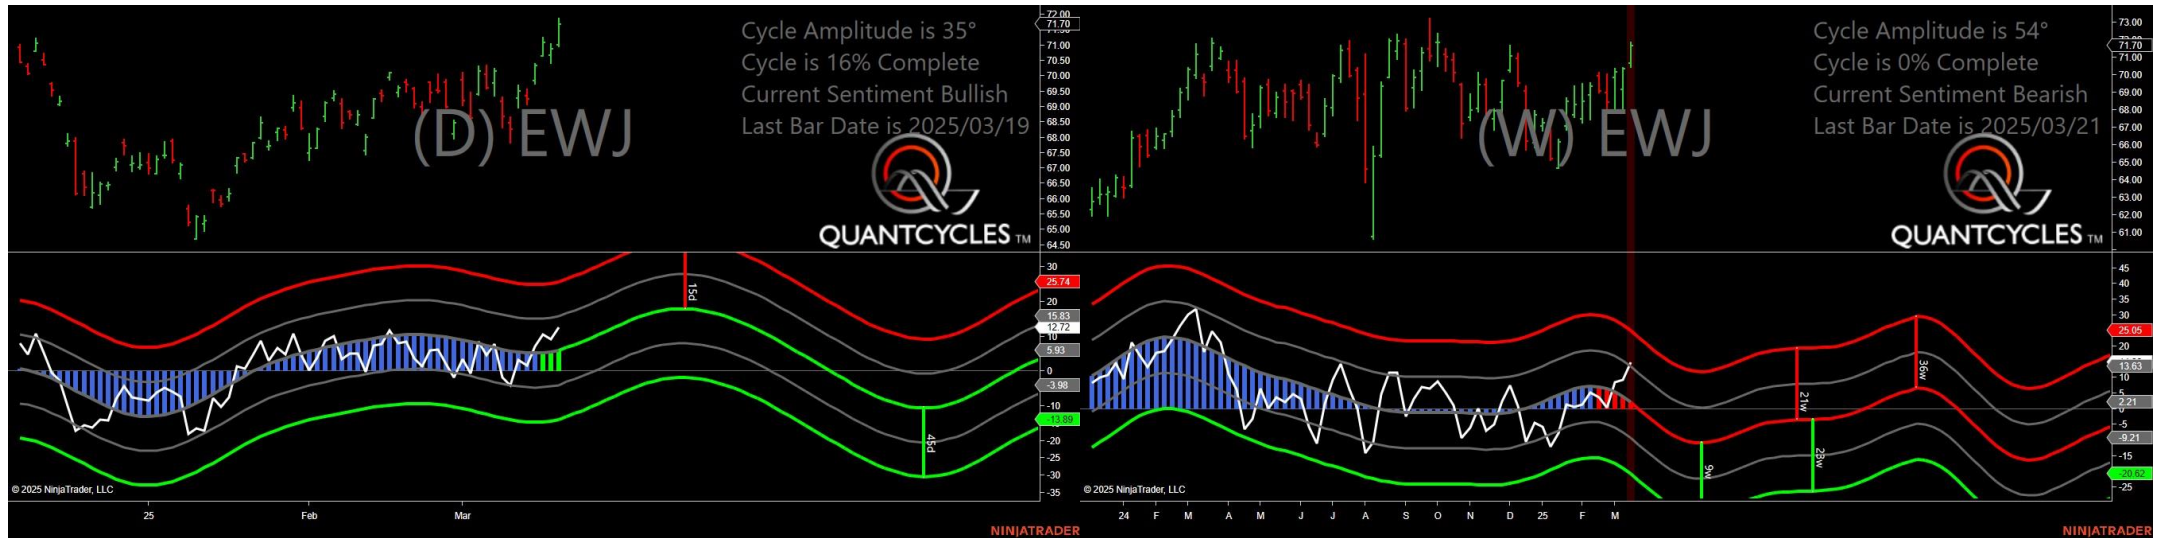 Cycle Amplitude is 35°
Cycle is 16% Complete
Current Sentiment Bullish
Last Bar Date is 2025/03/19
(D) EWJ
QUANTCYCLES TM
72.00
71.70
71.00
70.50
70.00
69.50
69.00
68.50
68.00
67.50
67.00
66.50
66.00
65.50
65.00
64.50
30
25.74
20
15.83
12.72
5.93
0
-3.98
-10
-13.89
-20
-25
-30
-35
15d
45d
© 2025 NinjaTrader, LLC
25
Feb
Mar
NINJATRADER
Cycle Amplitude is 54°
Cycle is 0% Complete
Current Sentiment Bearish
Last Bar Date is 2025/03/21
(W) EWJ
QUANTCYCLES TM
73.00
71.70
71.00
70.00
69.00
68.00
67.00
66.00
65.00
64.00
63.00
62.00
61.00
45
40
35
30
25.05
20
13.63
10
5
2.21
0
-5
-9.21
-15
-20.62
-25
9w
21w
28w
36w
© 2025 NinjaTrader, LLC
24 F M A M J J A S O N D 25 F M
NINJATRADER